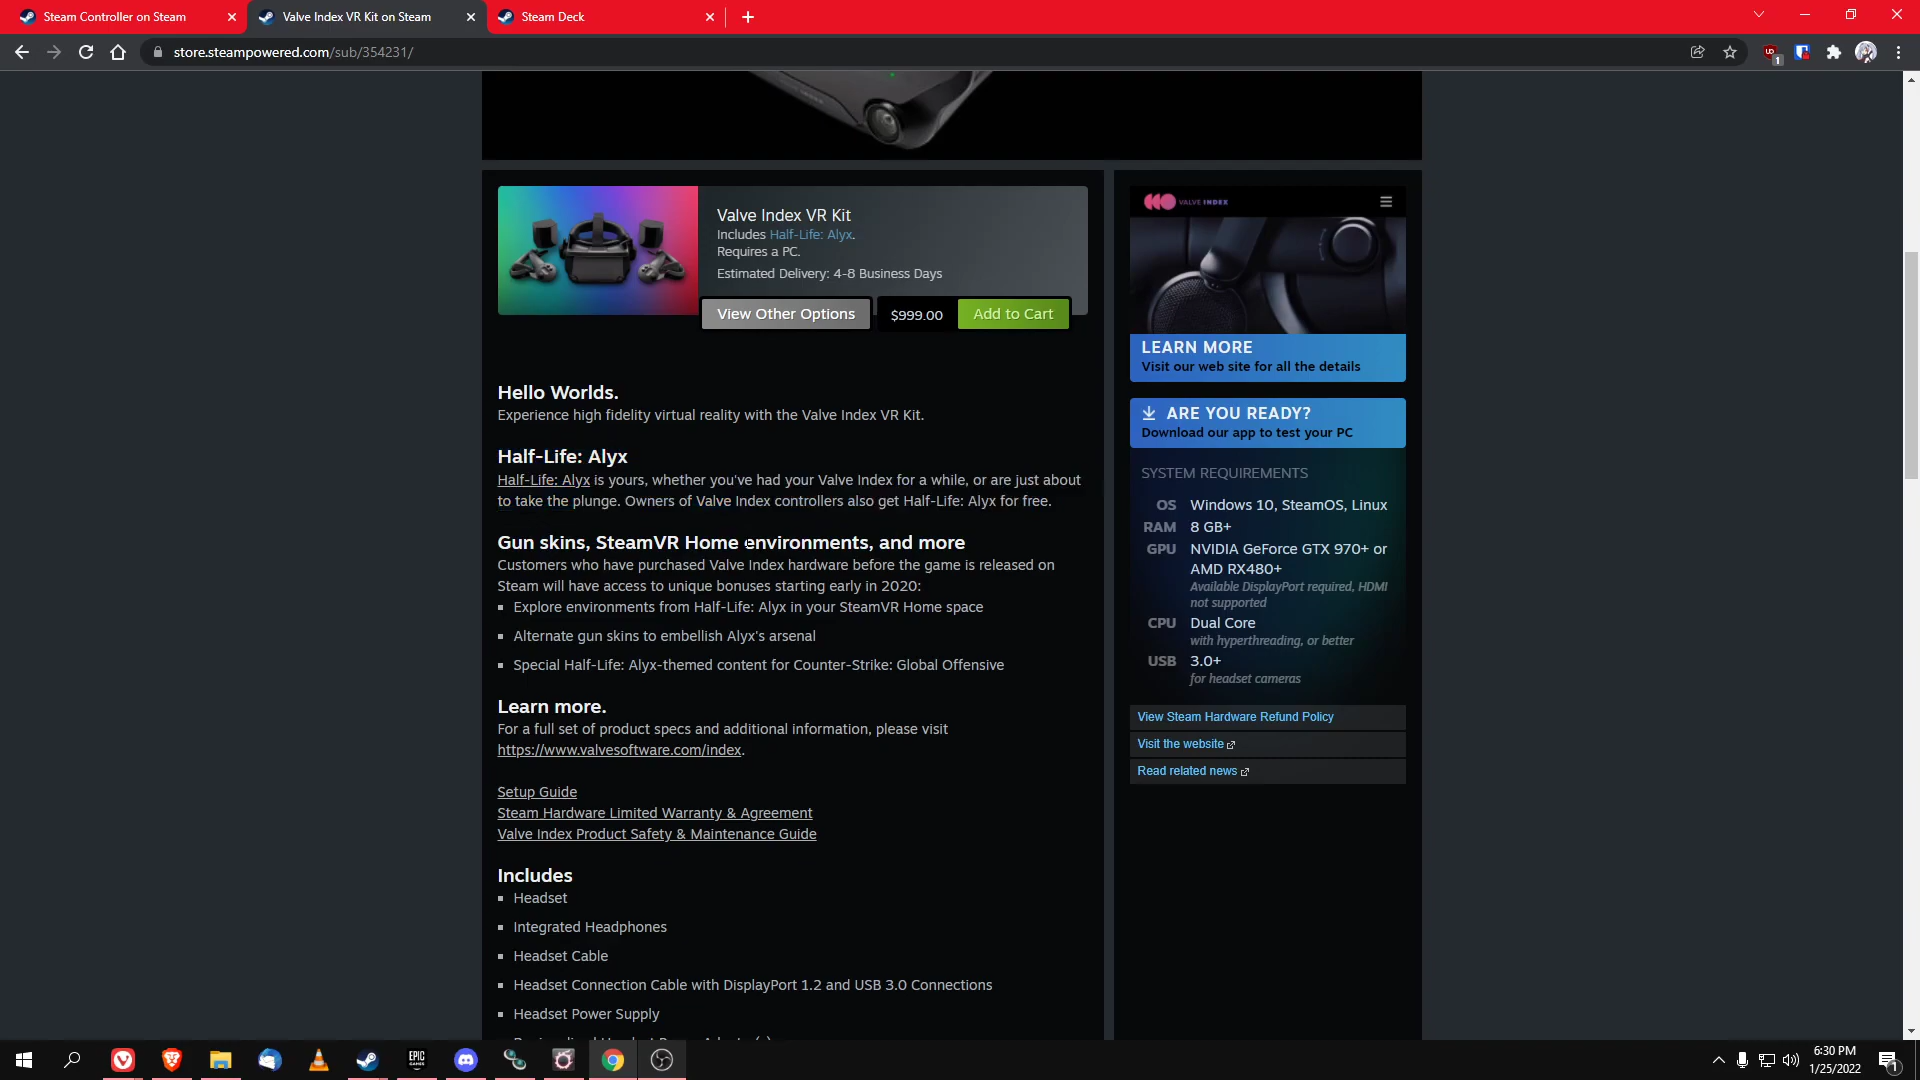 Steam Controller on Steam
Valve Index VR Kit on Steam
Steam Deck
store.steampowered.com/sub/354231/
1
Valve Index VR Kit
Includes Half-Life: Alyx.
Requires a PC.
Estimated Delivery: 4-8 Business Days
View Other Options
$999.00
Add to Cart
Hello Worlds.
Experience high fidelity virtual reality with the Valve Index VR Kit.
Half-Life: Alyx
Half-Life: Alyx is yours, whether you've had your Valve Index for a while, or are just about
to take the plunge. Owners of Valve Index controllers also get Half-Life: Alyx for free.
Gun skins, SteamVR Home environments, and more
Customers who have purchased Valve Index hardware before the game is released on
Steam will have access to unique bonuses starting early in 2020:
Explore environments from Half-Life: Alyx in your SteamVR Home space
Alternate gun skins to embellish Alyx's arsenal
Special Half-Life: Alyx-themed content for Counter-Strike: Global Offensive
Learn more.
For a full set of product specs and additional information, please visit
https://www.valvesoftware.com/index.
Setup Guide
Steam Hardware Limited Warranty & Agreement
Valve Index Product Safety & Maintenance Guide
Includes
Headset
Integrated Headphones
Headset Cable
Headset Connection Cable with DisplayPort 1.2 and USB 3.0 Connections
Headset Power Supply
VALVE INDEX
LEARN MORE
Visit our web site for all the details
ARE YOU READY?
Download our app to test your PC
SYSTEM REQUIREMENTS
OS Windows 10, SteamOS, Linux
RAM 8 GB+
GPU NVIDIA GeForce GTX 970+ or
AMD RX480+
Available DisplayPort required, HDMI
not supported
CPU Dual Core
with hyperthreading, or better
USB 3.0+
for headset cameras
View Steam Hardware Refund Policy
Visit the website
Read related news
EPIC
GAMES
6:30 PM
1/25/2022
1